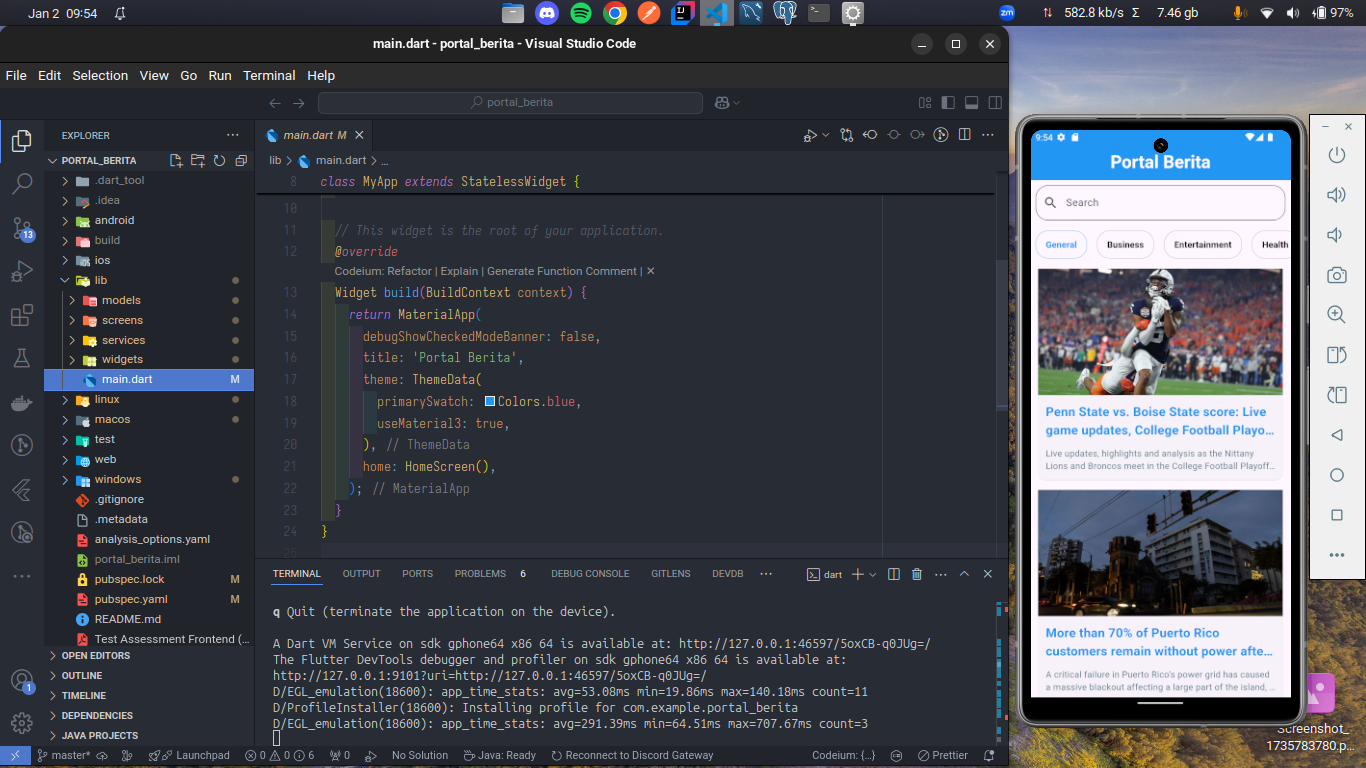 Jan 2 09:54
zm
582.8 kb/s Σ 7.46 gb
97%
main.dart - portal_berita - Visual Studio Code
File Edit Selection View Go Run Terminal Help
portal_berita
EXPLORER
main.dart M
PORTAL_BERITA
lib > main.dart > ...
.dart_tool
.idea
android
build
ios
lib
models
screens
services
widgets
main.dart M
linux
macos
test
web
windows
.gitignore
.metadata
analysis_options.yaml
portal_berita.iml
pubspec.lock M
pubspec.yaml M
README.md
Test Assessment Frontend (...
OPEN EDITORS
OUTLINE
TIMELINE
DEPENDENCIES
JAVA PROJECTS
13
1
8 class MyApp extends StatelessWidget {
10
11 // This widget is the root of your application.
12 @override
Codeium: Refactor | Explain | Generate Function Comment | ✕
13 Widget build(BuildContext context) {
14 return MaterialApp(
15 debugShowCheckedModeBanner: false,
16 title: 'Portal Berita',
17 theme: ThemeData(
18 primarySwatch: Colors.blue,
19 useMaterial3: true,
20 ), // ThemeData
21 home: HomeScreen(),
22 ); // MaterialApp
23 }
24 }
25
TERMINAL OUTPUT PORTS PROBLEMS 6 DEBUG CONSOLE GITLENS DEVDB ... dart
q Quit (terminate the application on the device).
A Dart VM Service on sdk gphone64 x86 64 is available at: http://127.0.0.1:46597/5oxCB-q0JUg=/
The Flutter DevTools debugger and profiler on sdk gphone64 x86 64 is available at:
http://127.0.0.1:9101?uri=http://127.0.0.1:46597/5oxCB-q0JUg=/
D/EGL_emulation(18600): app_time_stats: avg=53.08ms min=19.86ms max=140.18ms count=11
D/ProfileInstaller(18600): Installing profile for com.example.portal_berita
D/EGL_emulation(18600): app_time_stats: avg=291.39ms min=64.51ms max=707.67ms count=3
master* Launchpad 0 0 6 0 No Solution Java: Ready Reconnect to Discord Gateway Codeium: {...} Prettier
9:54
Portal Berita
Search
General Business Entertainment Health
Penn State vs. Boise State score: Live
game updates, College Football Playo...
Live updates, highlights and analysis as the Nittany
Lions and Broncos meet in the College Football Playoff...
More than 70% of Puerto Rico
customers remain without power afte...
A critical failure in Puerto Rico's power grid has caused
a massive blackout affecting a large part of the island, ...
Screenshot_
1735783780.p...